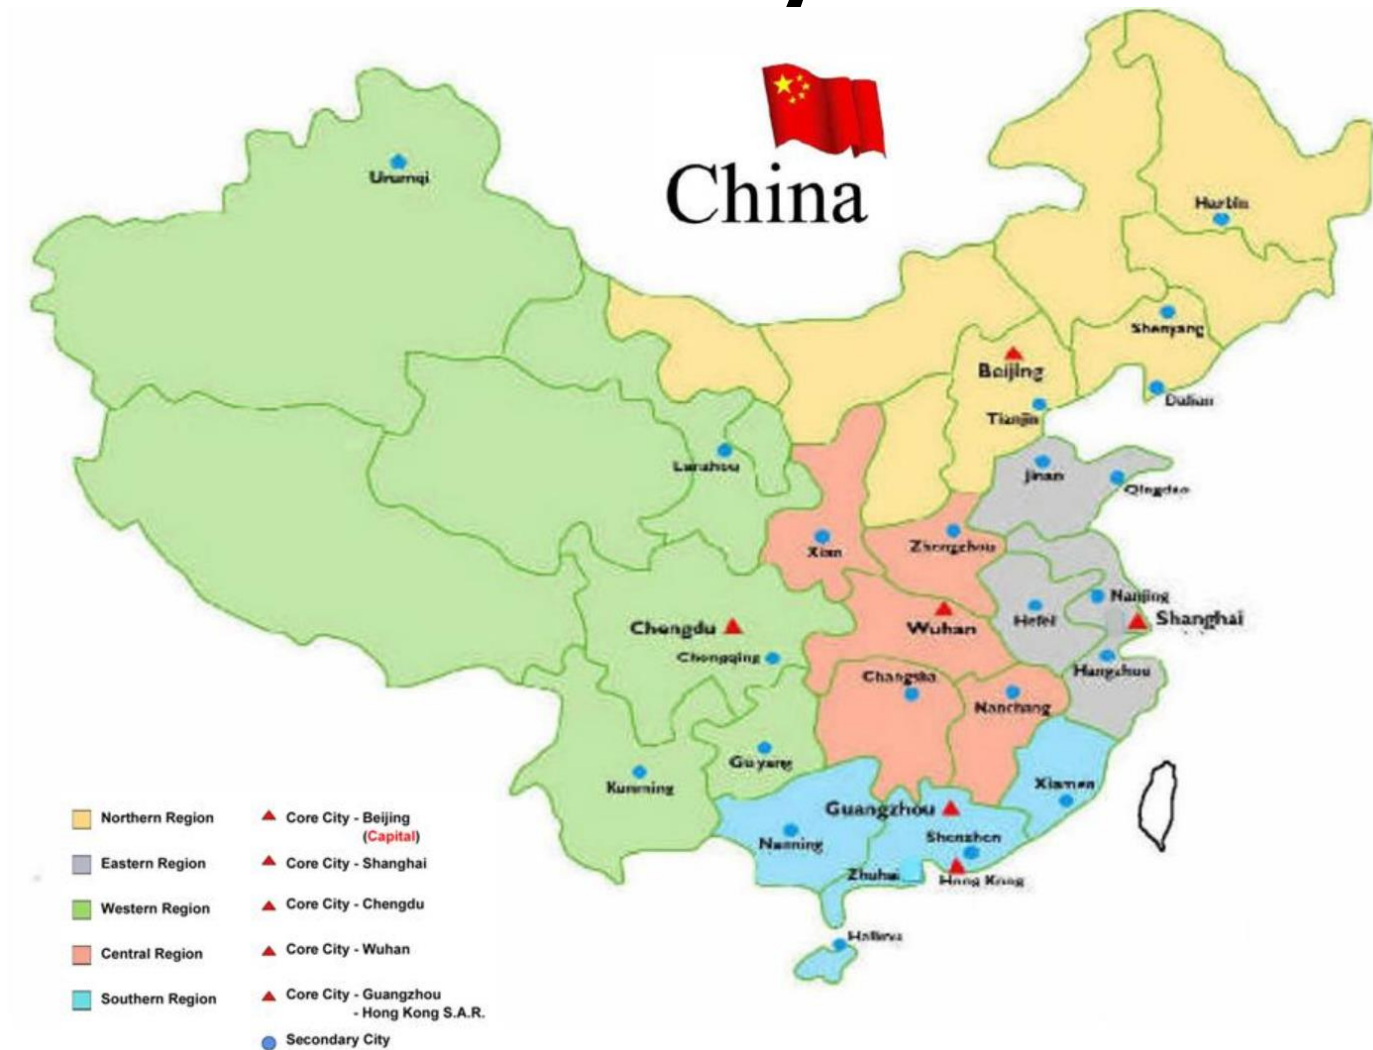 China
Urumqi
Harbin
Shenyang
Beijing
Dalian
Tianjin
Lanzhou
Jinan
Qingdao
Xian
Zhengzhou
Nanjing
Hefei
Shanghai
Chengdu
Wuhan
Chongqing
Hangzhou
Changsha
Nanchang
Guyang
Kunming
Xiamen
Guangzhou
Shenzhen
Nanning
Zhuhai
Hong Kong
Northern Region
Core City - Beijing
(Capital)
Eastern Region
Core City - Shanghai
Western Region
Core City - Chengdu
Central Region
Core City - Wuhan
Southern Region
Core City - Guangzhou
- Hong Kong S.A.R.
Secondary City